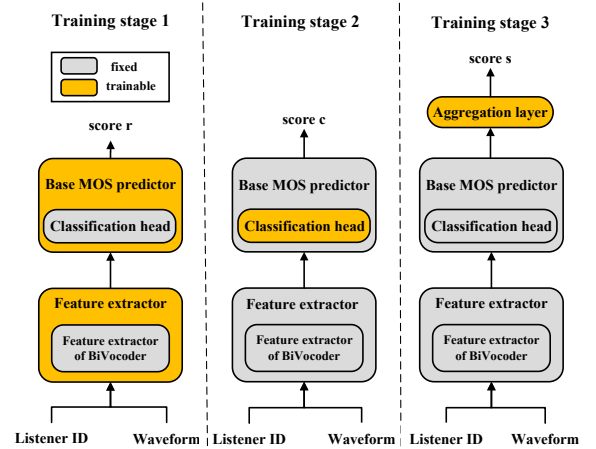 Training stage 1
Training stage 2
Training stage 3
fixed
trainable
score r
Base MOS predictor
Classification head
Feature extractor
Feature extractor
of BiVocoder
Listener ID
Waveform
score c
Base MOS predictor
Classification head
Feature extractor
Feature extractor
of BiVocoder
Listener ID
Waveform
score s
Aggregation layer
Base MOS predictor
Classification head
Feature extractor
Feature extractor
of BiVocoder
Listener ID
Waveform